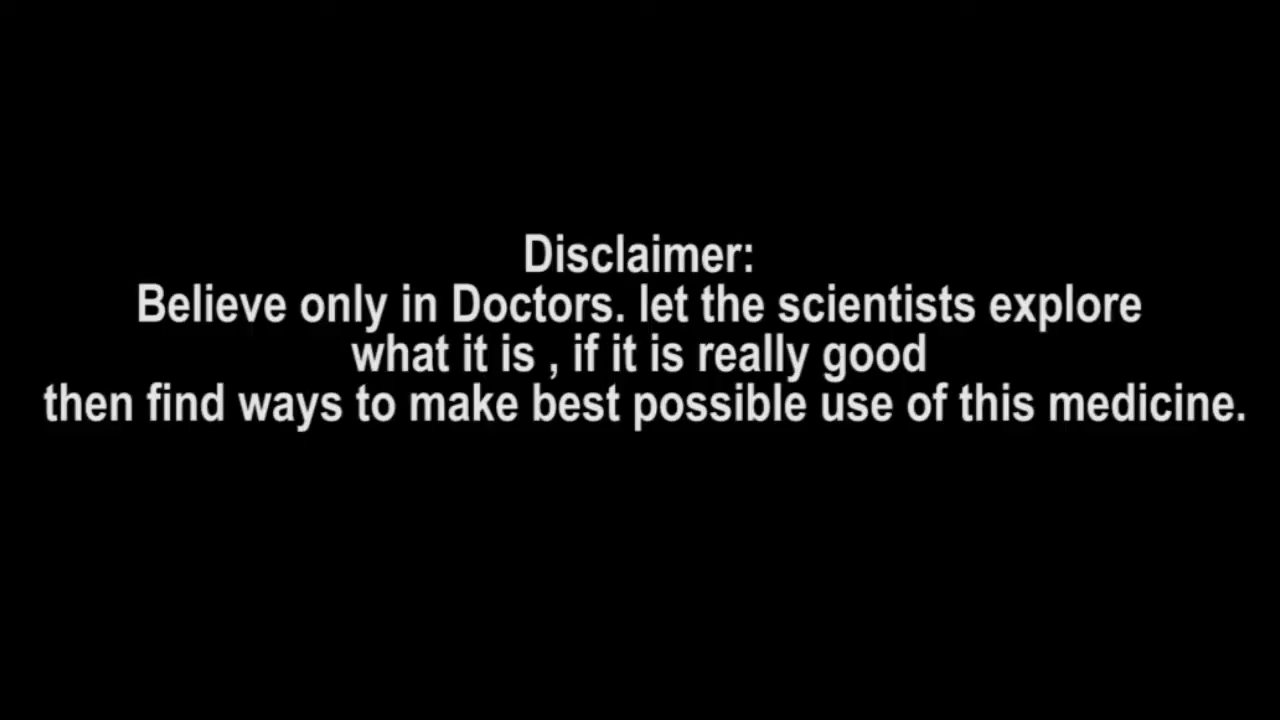 Disclaimer:
Believe only in Doctors. let the scientists explore
what it is , if it is really good
then find ways to make best possible use of this medicine.